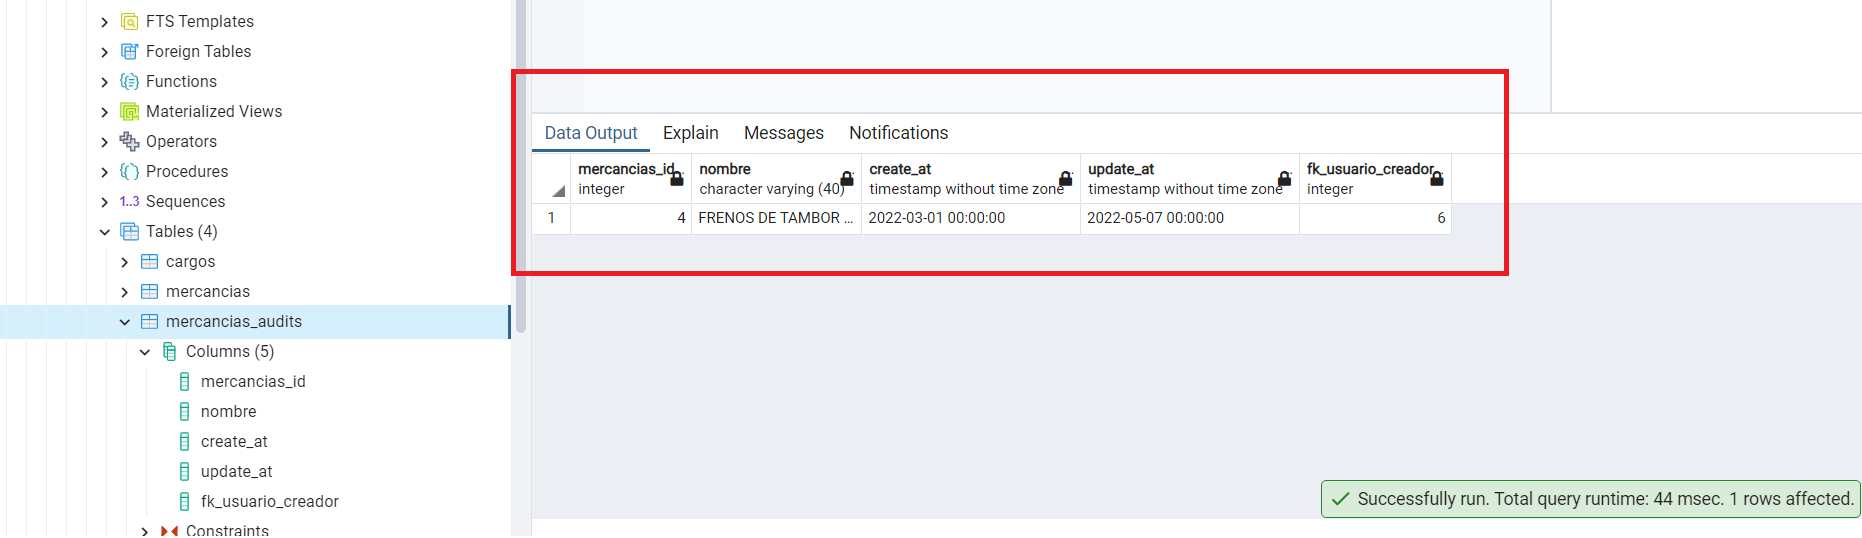 FTS Templates
Foreign Tables
Functions
Materialized Views
Operators
Procedures
1..3 Sequences
Tables (4)
cargos
mercancias
mercancias_audits
Columns (5)
mercancias_id
nombre
create_at
update_at
fk_usuario_creador
Constraints
Data Output Explain Messages Notifications
mercancias_id nombre create_at update_at fk_usuario_creador
integer character varying (40) timestamp without time zone timestamp without time zone integer
1 4 FRENOS DE TAMBOR ... 2022-03-01 00:00:00 2022-05-07 00:00:00 6
Successfully run. Total query runtime: 44 msec. 1 rows affected.